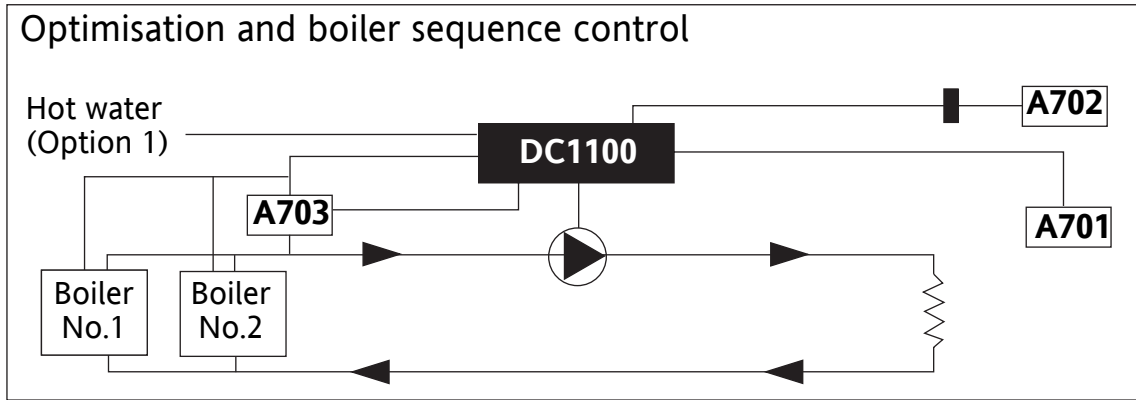 Optimisation and boiler sequence control
Hot water
(Option 1)
A702
DC1100
A703
A701
Boiler
No.1
Boiler
No.2